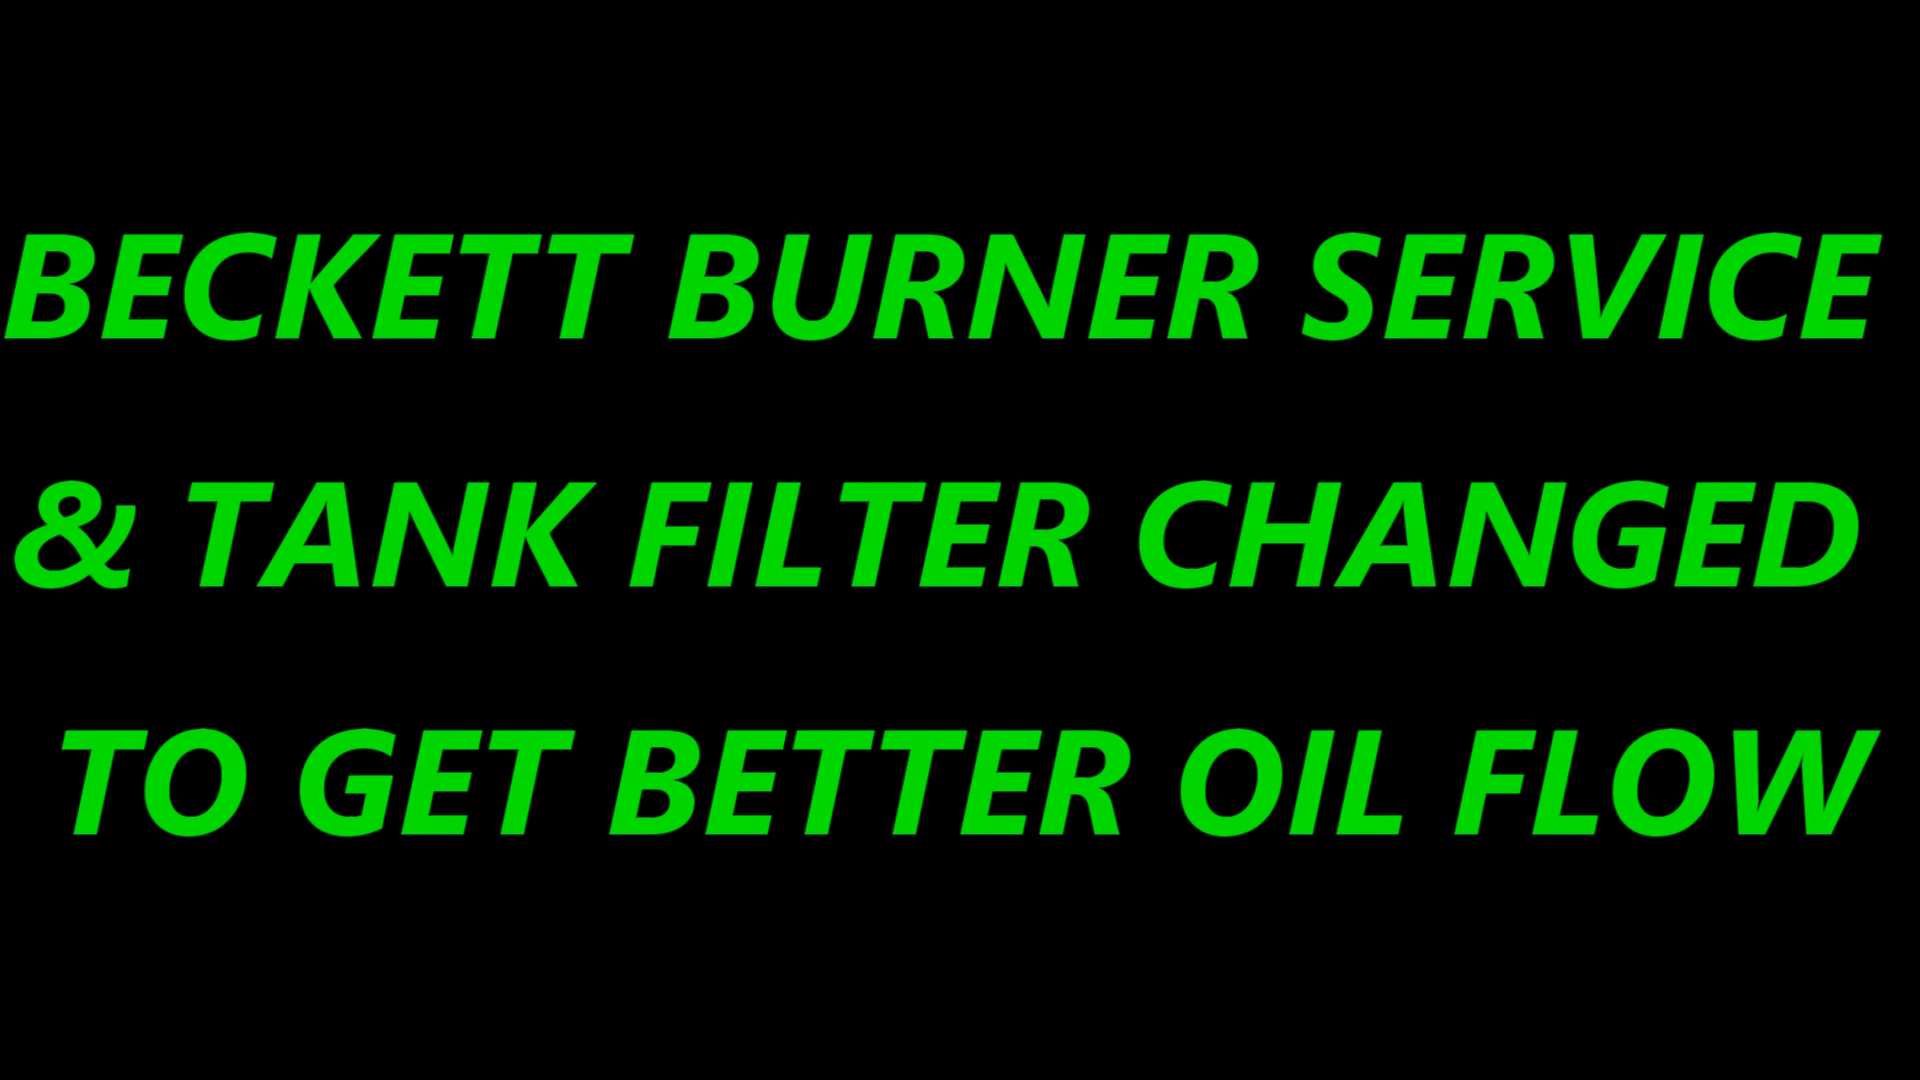 BECKETT BURNER SERVICE
& TANK FILTER CHANGED
TO GET BETTER OIL FLOW